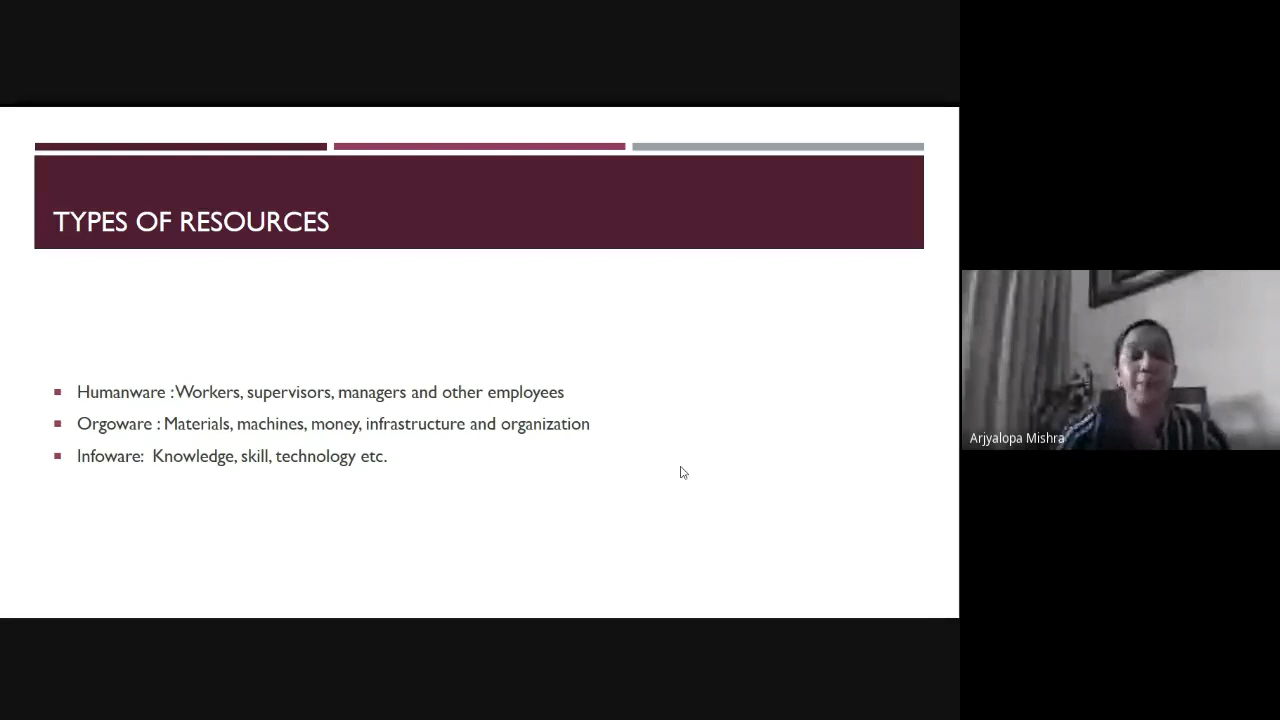 TYPES OF RESOURCES
Humanware : Workers, supervisors, managers and other employees
Orgoware : Materials, machines, money, infrastructure and organization
Infoware: Knowledge, skill, technology etc.
Arjyalopa Mishra